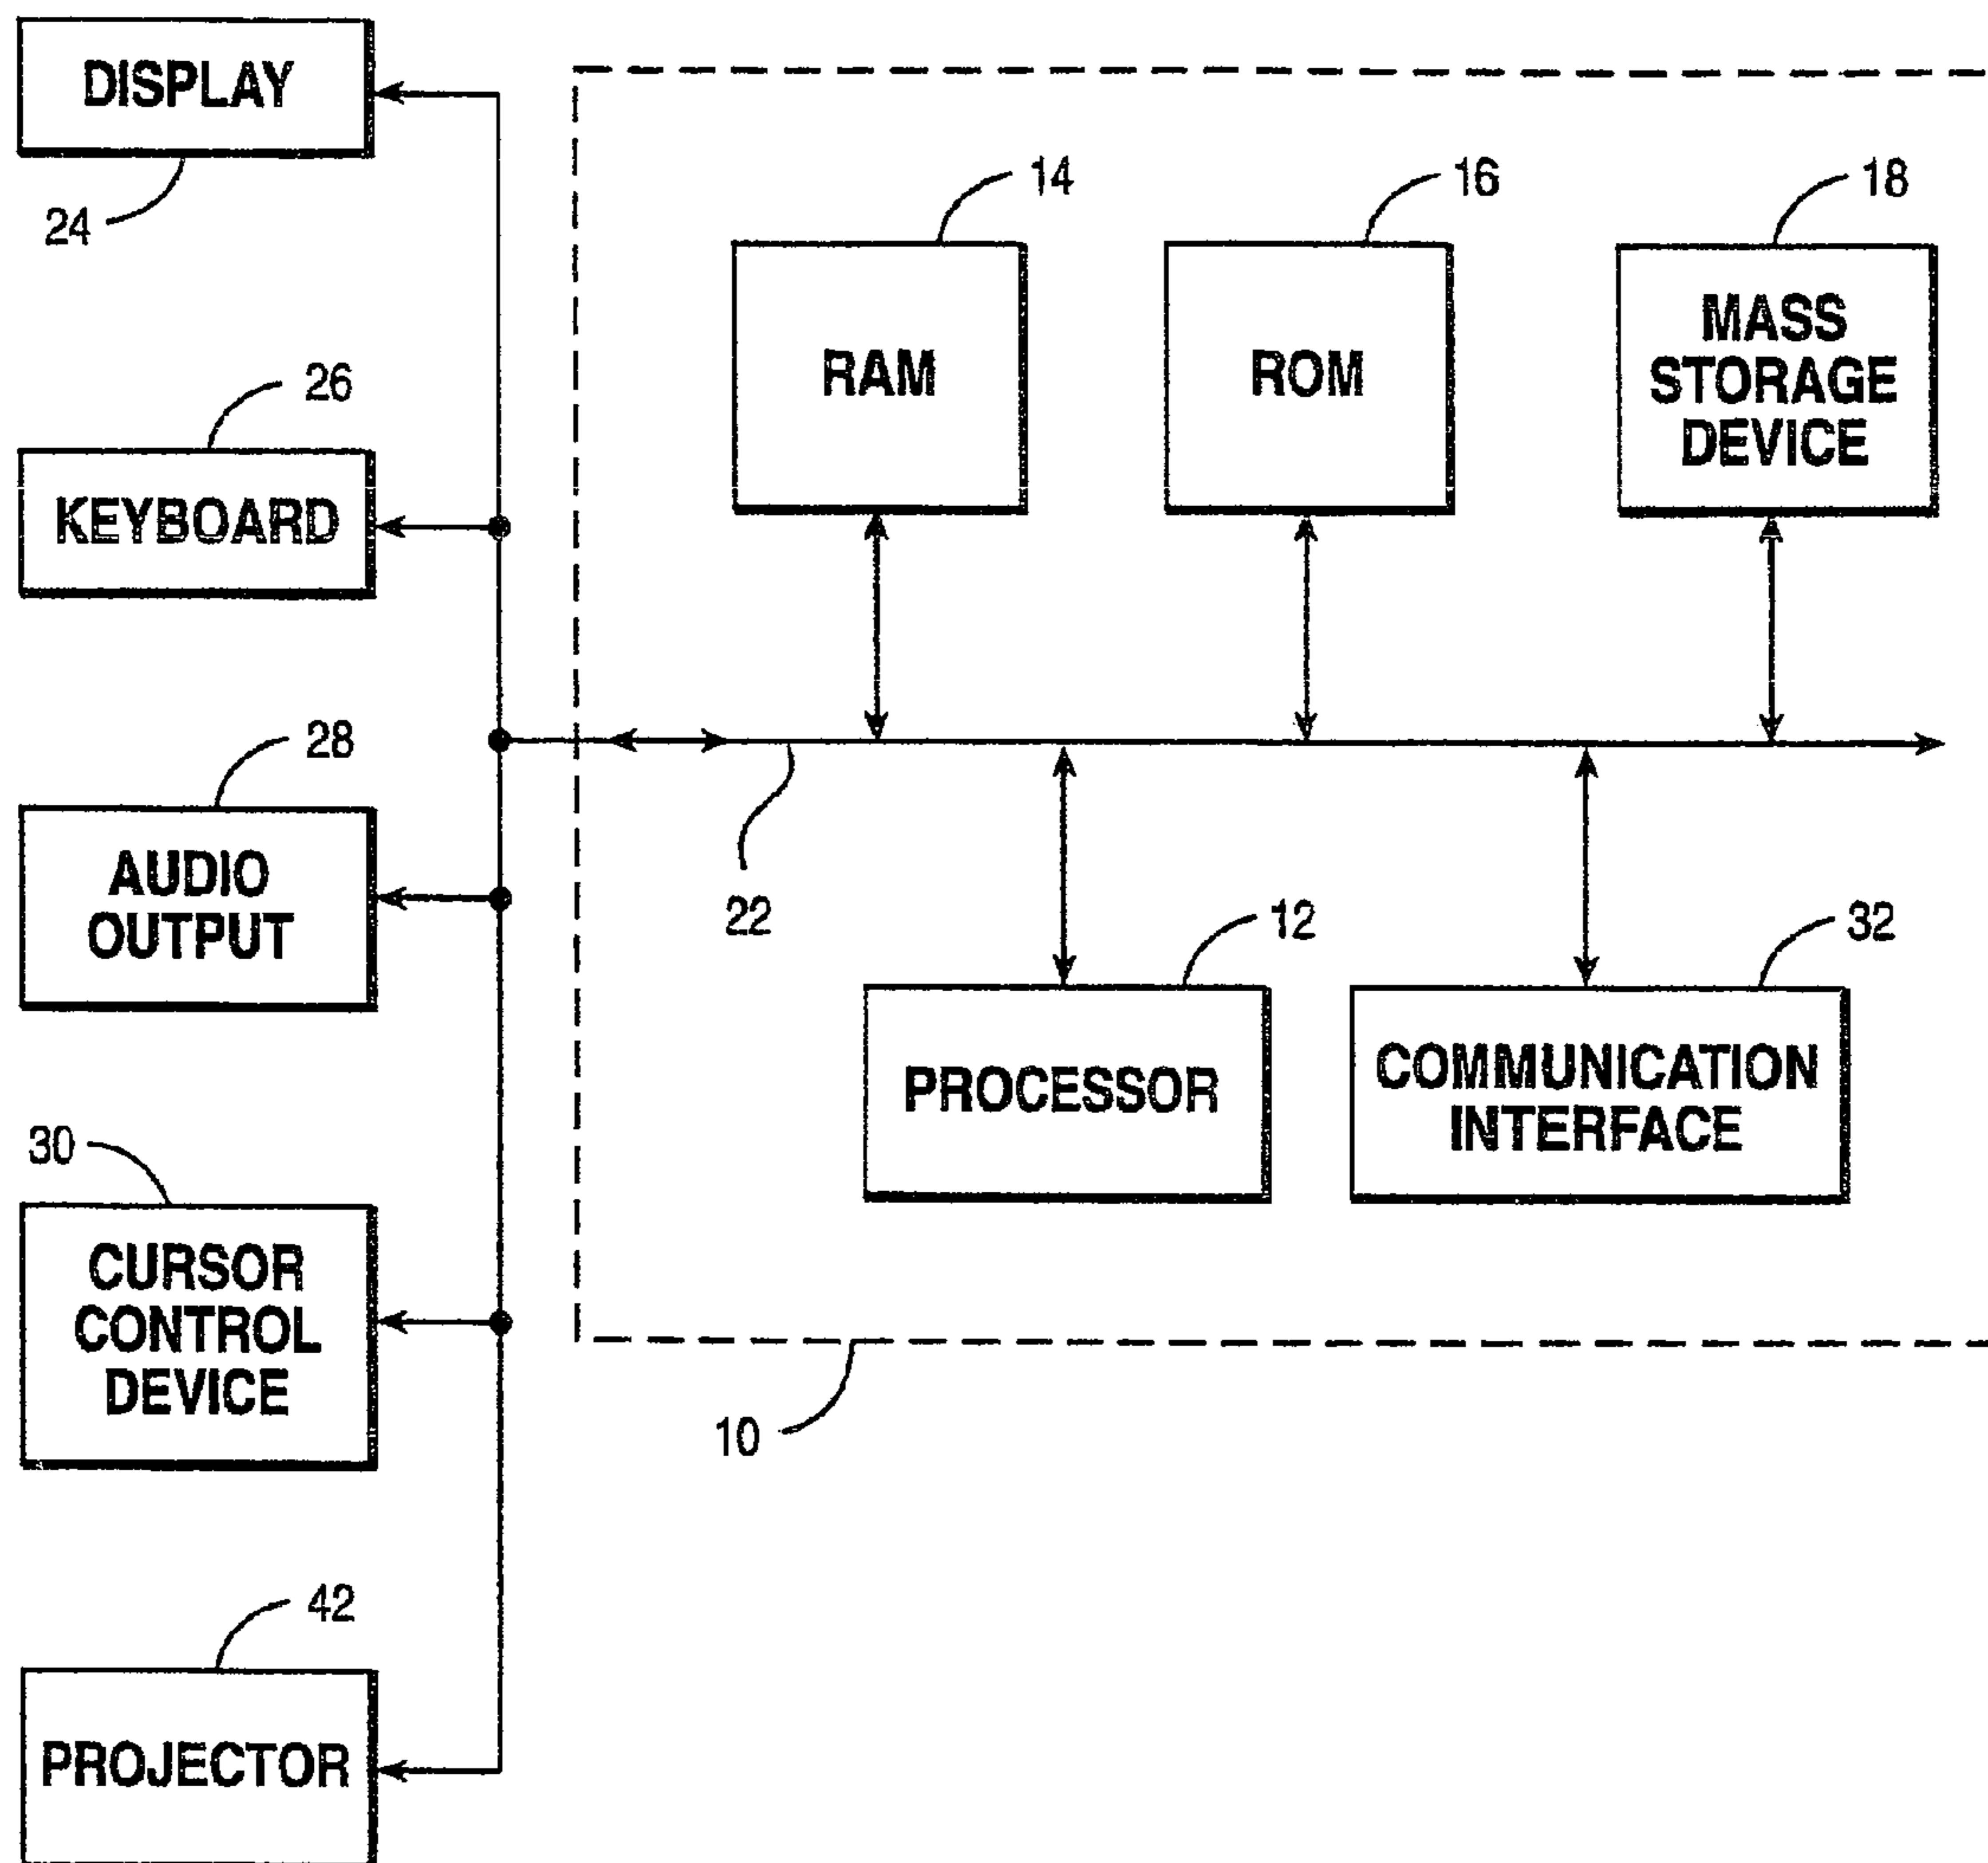 DISPLAY
24
26
KEYBOARD
28
AUDIO
OUTPUT
30
CURSOR
CONTROL
DEVICE
42
PROJECTOR
14
RAM
16
ROM
18
MASS
STORAGE
DEVICE
22
12
PROCESSOR
32
COMMUNICATION
INTERFACE
10